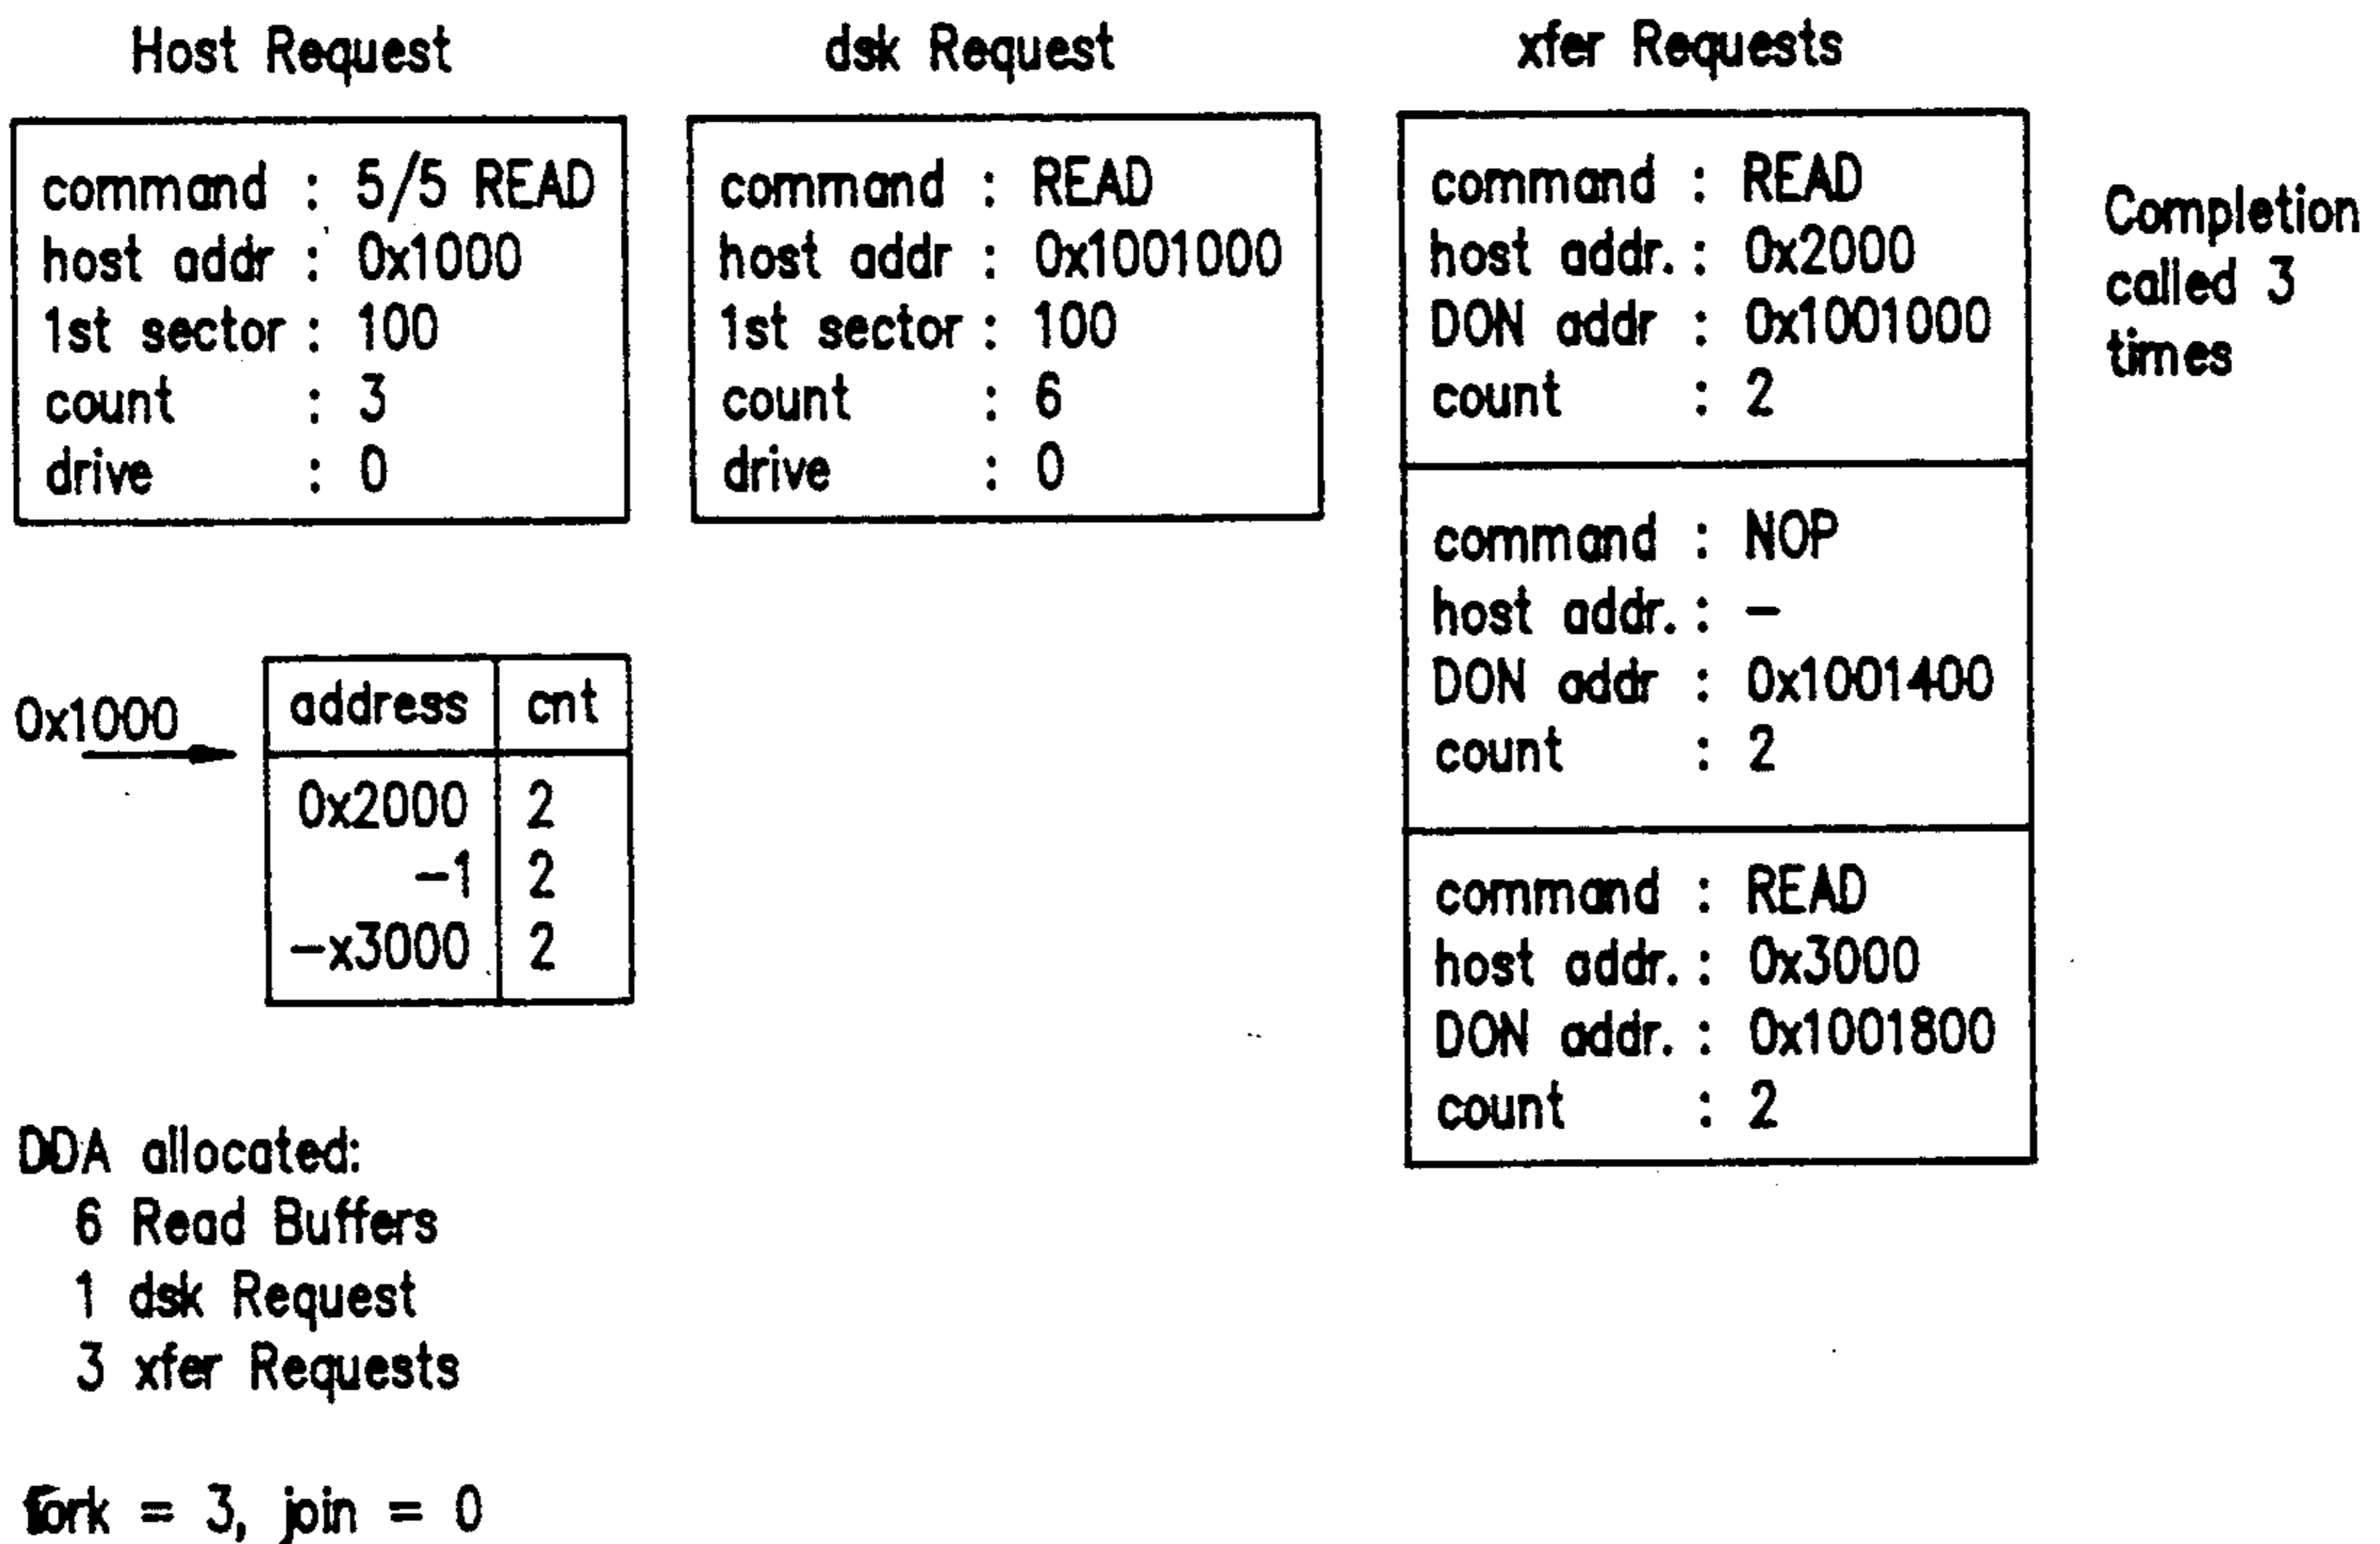 Host Request
command : 5/5 READ
host addr : 0x1000
1st sector : 100
count : 3
drive : 0
dsk Request
command : READ
host addr : 0x1001000
1st sector : 100
count : 6
drive : 0
xfer Requests
command : READ
host addr. : 0x2000
DON addr : 0x1001000
count : 2
command : NOP
host addr. : –
DON addr : 0x1001400
count : 2
command : READ
host addr. : 0x3000
DON addr. : 0x1001800
count : 2
Completion
called 3
times
0x1000
address cnt
0x2000 2
–1 2
–x3000 2
DDA allocated:
6 Read Buffers
1 dsk Request
3 xfer Requests
fork = 3, join = 0